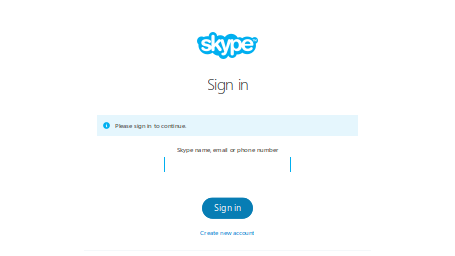 skype
Sign in
Please sign in to continue.
Skype name, email or phone number
Sign in
Create new account